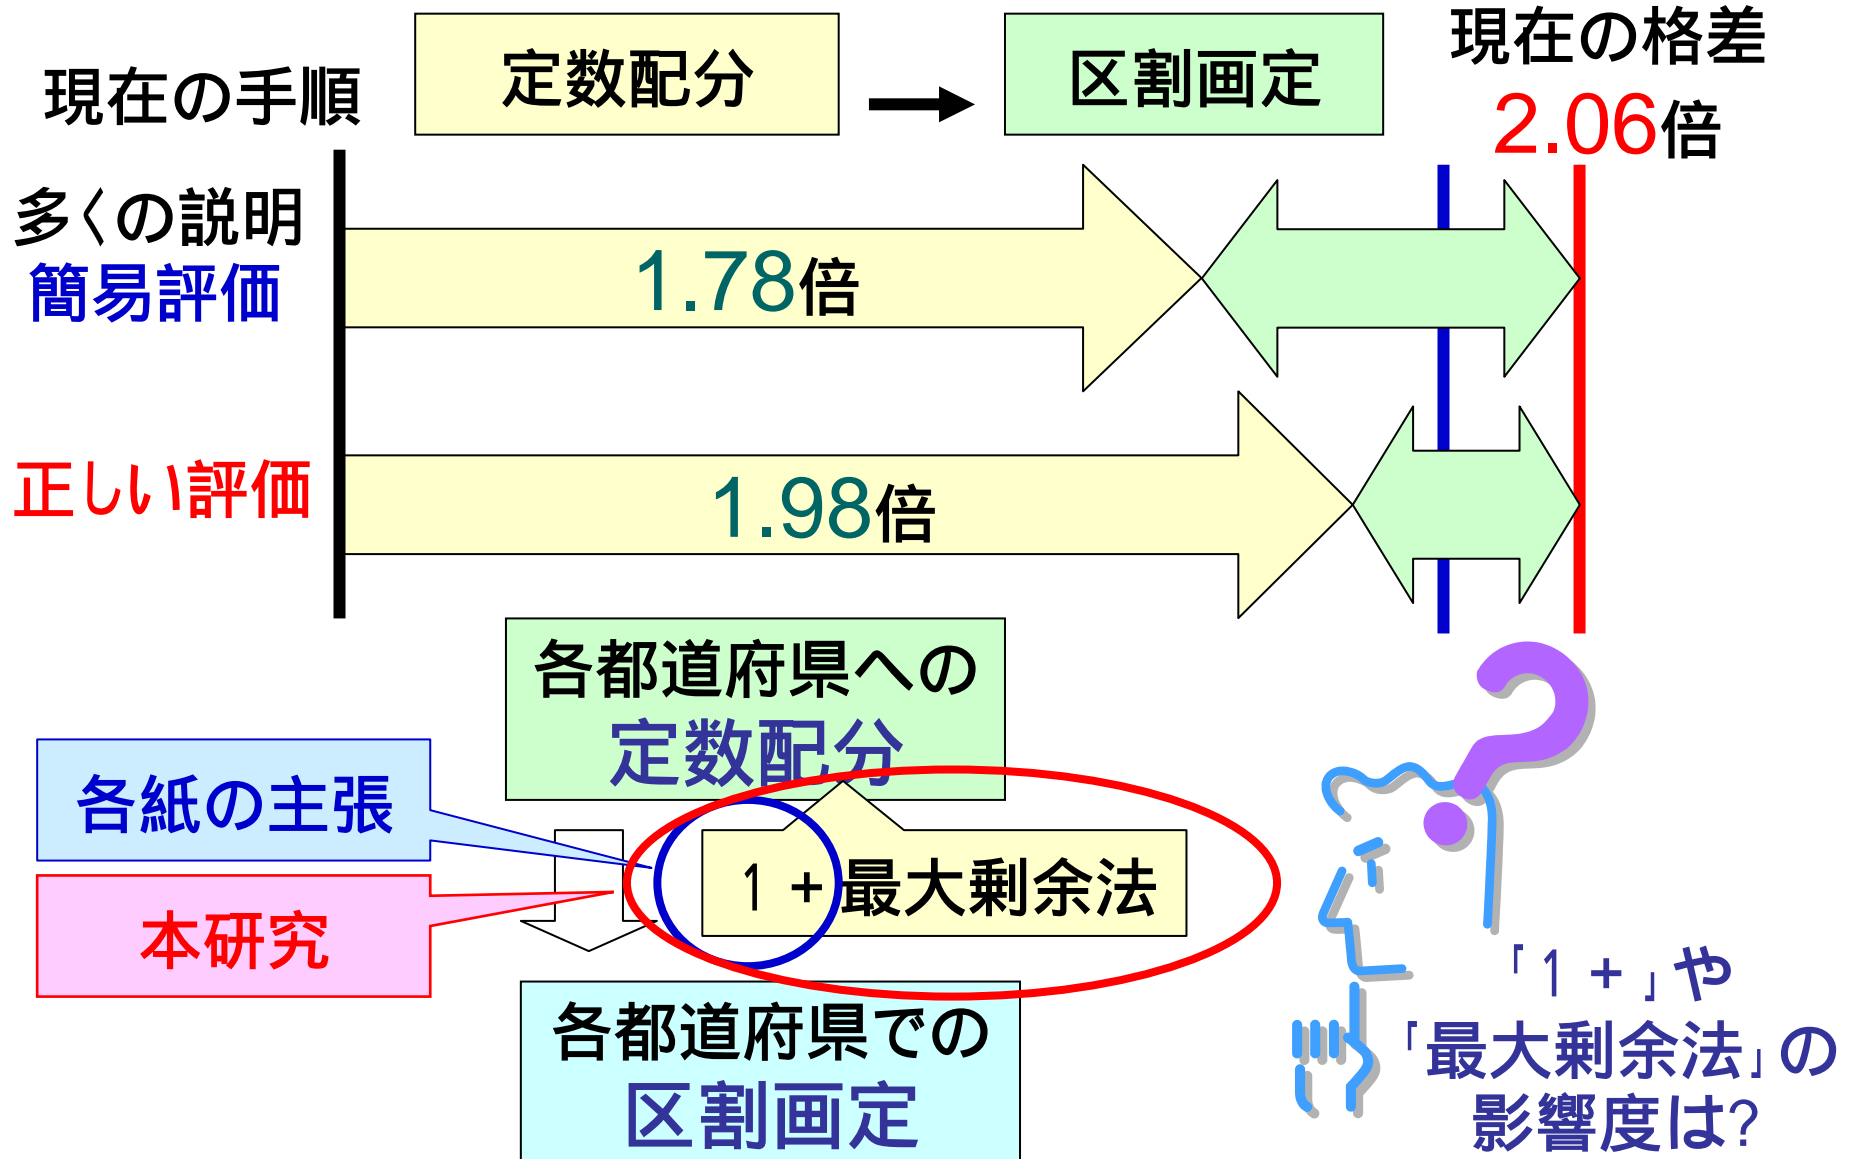 現在の手順
定数配分
区割画定
現在の格差
2.06倍
多くの説明
簡易評価
1.78倍
正しい評価
1.98倍
各都道府県への
定数配分
各紙の主張
本研究
1+最大剰余法
各都道府県での
区割画定
「1+」や
「最大剰余法」の
影響度は?